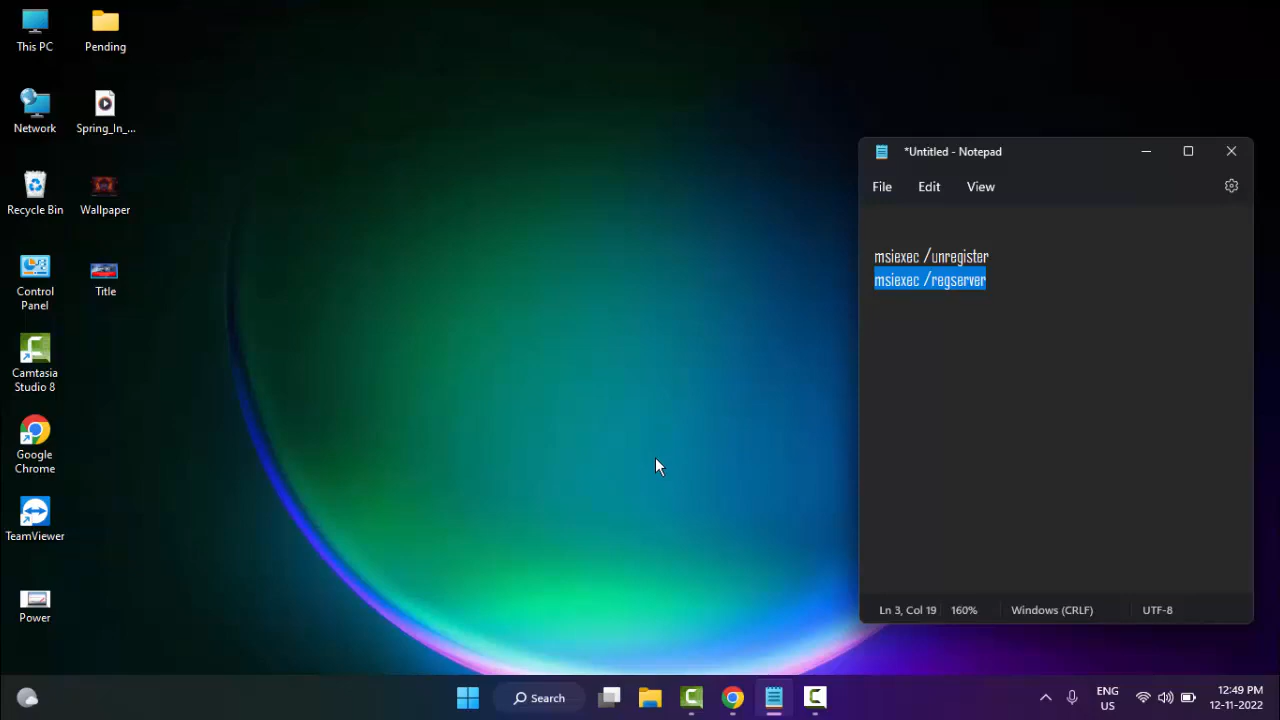 This PC
Pending
Network
Spring_In_...
Recycle Bin
Wallpaper
Control
Panel
Title
Camtasia
Studio 8
Google
Chrome
TeamViewer
Power
*Untitled - Notepad
File Edit View
msiexec /unregister
msiexec /regserver
Ln 3, Col 19 160% Windows (CRLF) UTF-8
Search
ENG
US
12:49 PM
12-11-2022